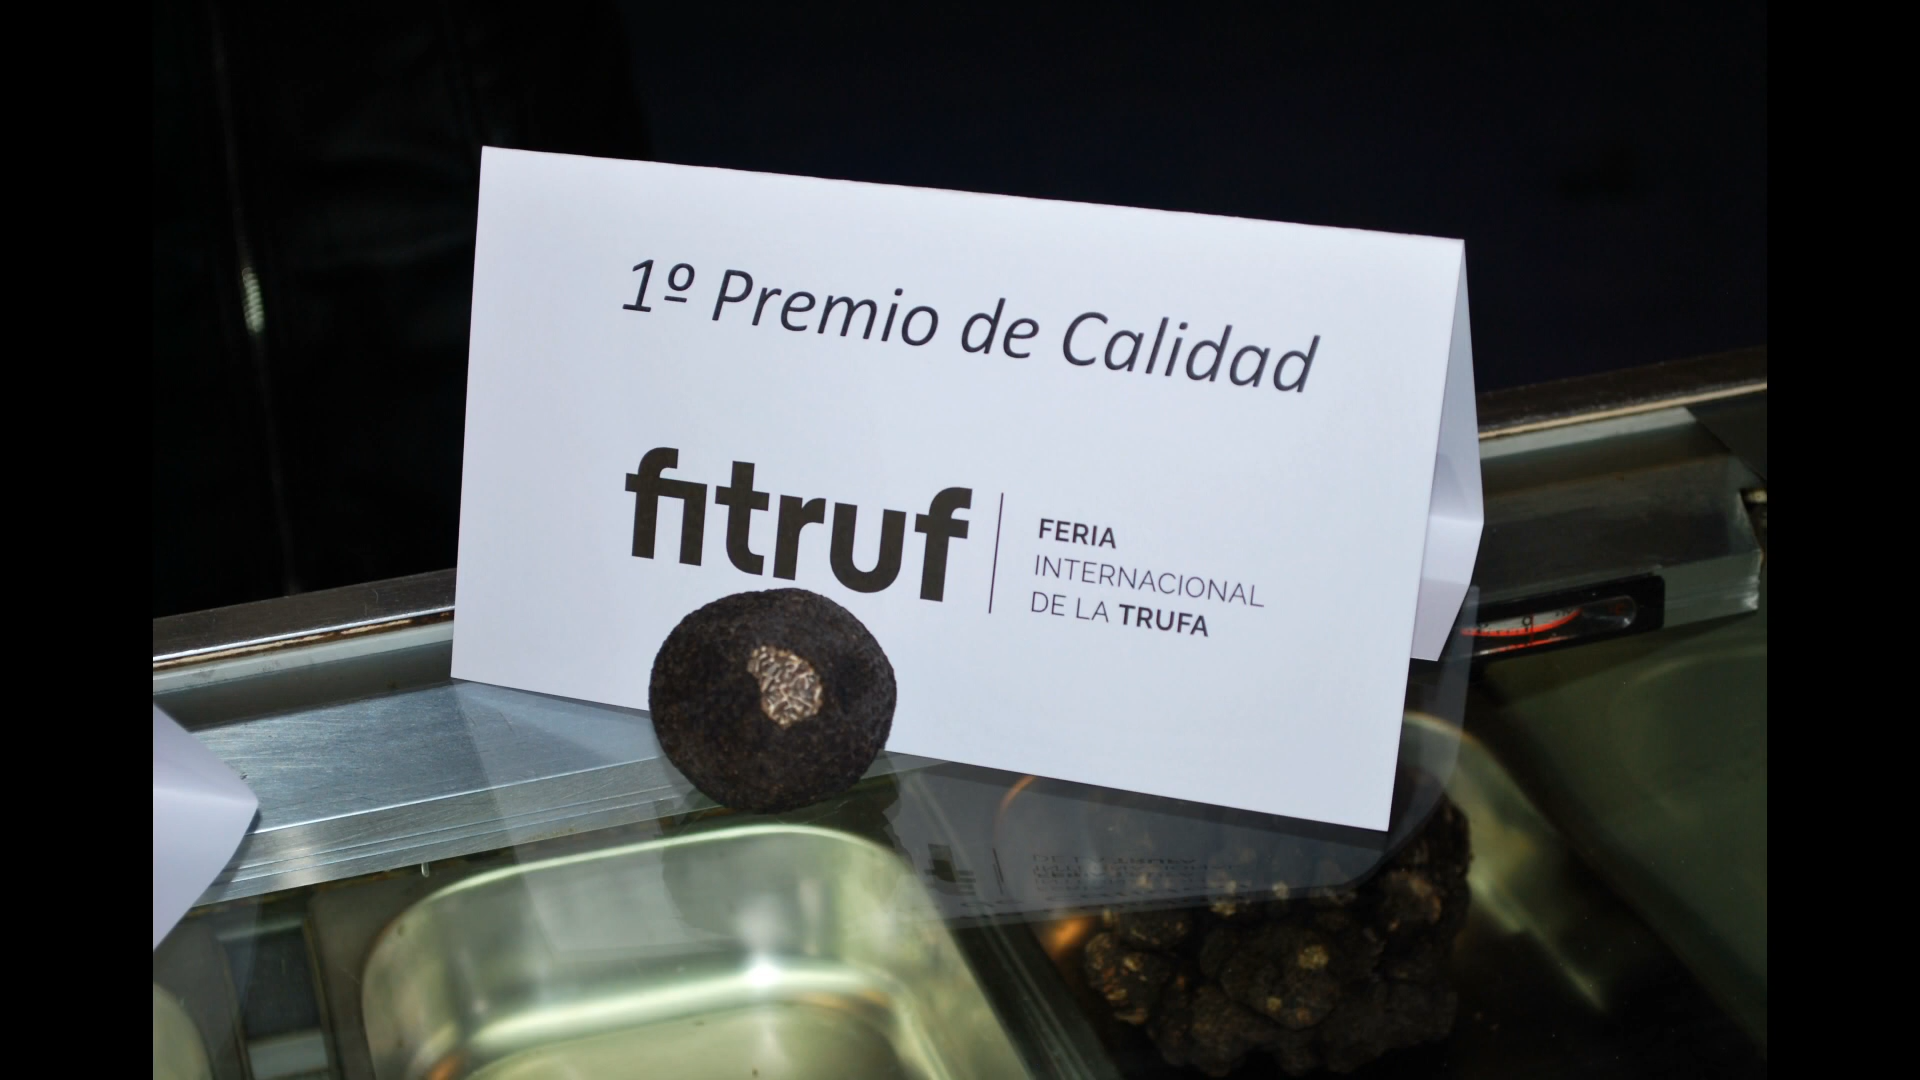 1º Premio de Calidad
fitruf
FERIA
INTERNACIONAL
DE LA TRUFA